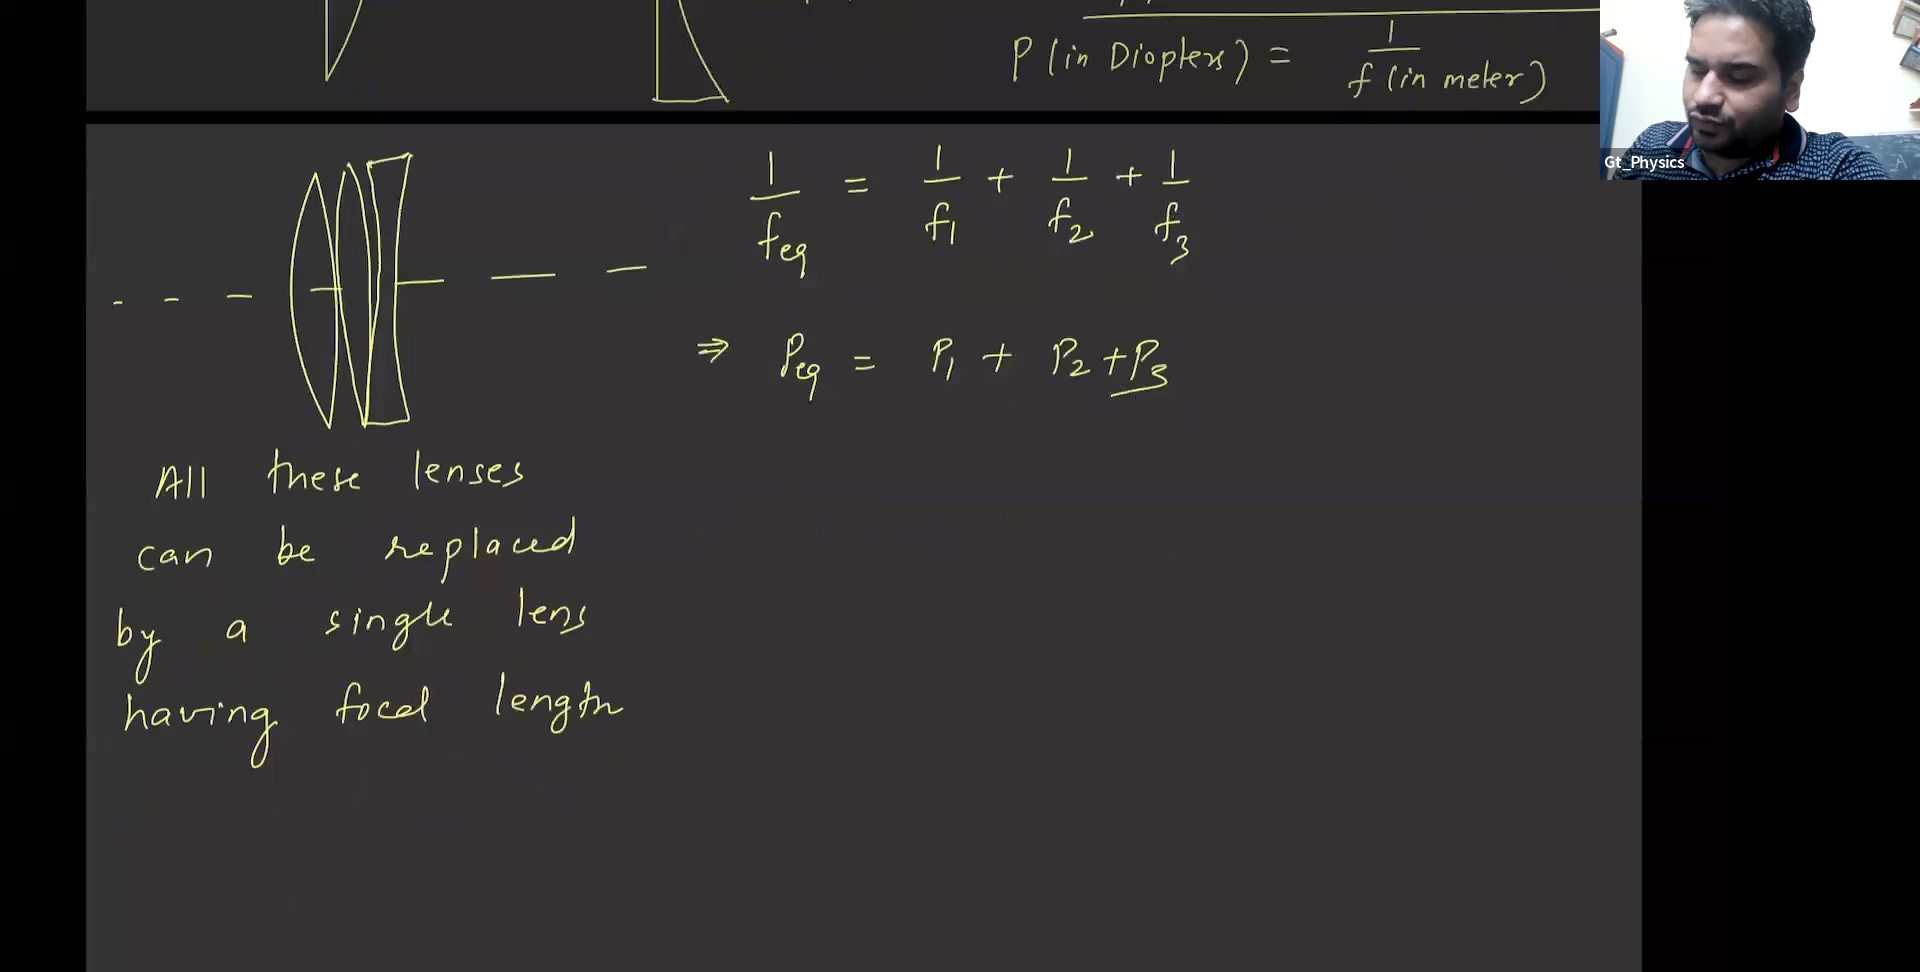 P (in Diopters) = 1/f (in meter)
Gt_Physics
1/feq = 1/f1 + 1/f2 + 1/f3
⇒ Peq = P1 + P2 + P3
All these lenses
can be replaced
by a single lens
having focal length